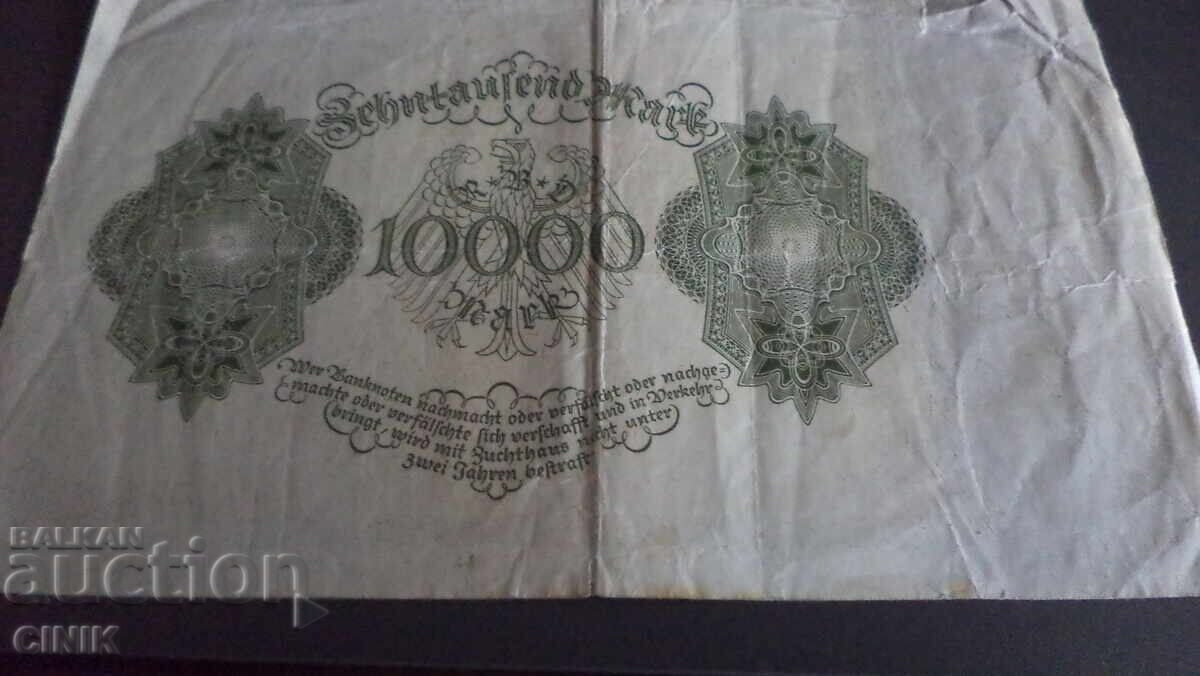 Zehntausend Mark
R·B·D
10000
Mark
Wer Banknoten nachmacht oder verfälscht oder nachge=
machte oder verfälschte sich verschafft und in Verkehr
bringt, wird mit Zuchthaus nicht unter
zwei Jahren bestraft
BALKAN
auction
CINIK